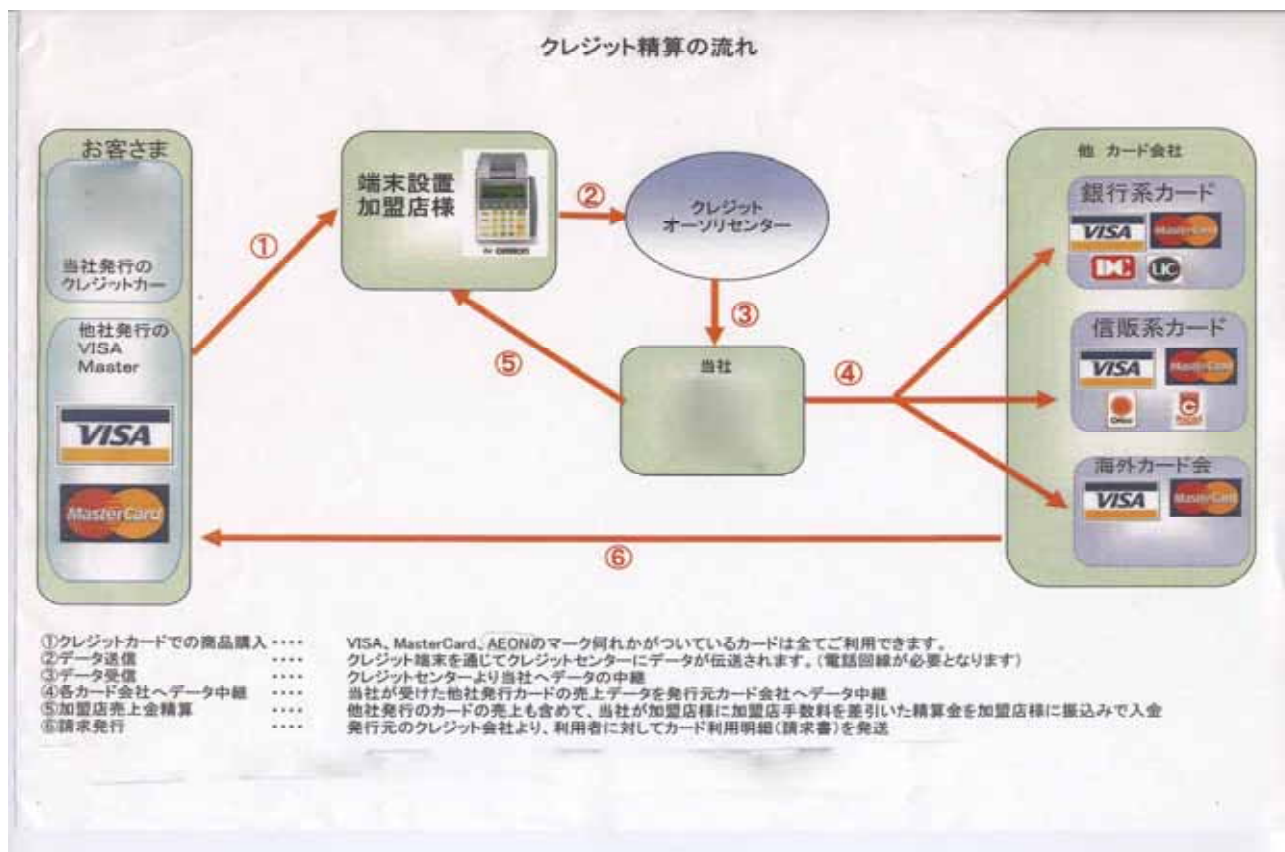 クレジット精算の流れ
お客さま
当社発行の
クレジットカー
他社発行の
VISA
Master
VISA
MasterCard
①
端末設置
加盟店様
OMRON
②
クレジット
オーソリセンター
③
当社
⑤
④
他 カード会社
銀行系カード
VISA
MasterCard
DC
UC
信販系カード
VISA
MasterCard
Orico
海外カード会
VISA
MasterCard
⑥
①クレジットカードでの商品購入 ････ VISA、MasterCard、AEONのマーク何れかがついているカードは全てご利用できます。
②データ送信 ････ クレジット端末を通じてクレジットセンターにデータが伝送されます。(電話回線が必要となります)
③データ受信 ････ クレジットセンターより当社へデータの中継
④各カード会社へデータ中継 ････ 当社が受けた他社発行カードの売上データを発行元カード会社へデータ中継
⑤加盟店売上金精算 ････ 他社発行のカードの売上も含めて、当社が加盟店様に加盟店手数料を差引いた精算金を加盟店様に振込みで入金
⑥請求発行 ････ 発行元のクレジット会社より、利用者に対してカード利用明細(請求書)を発送